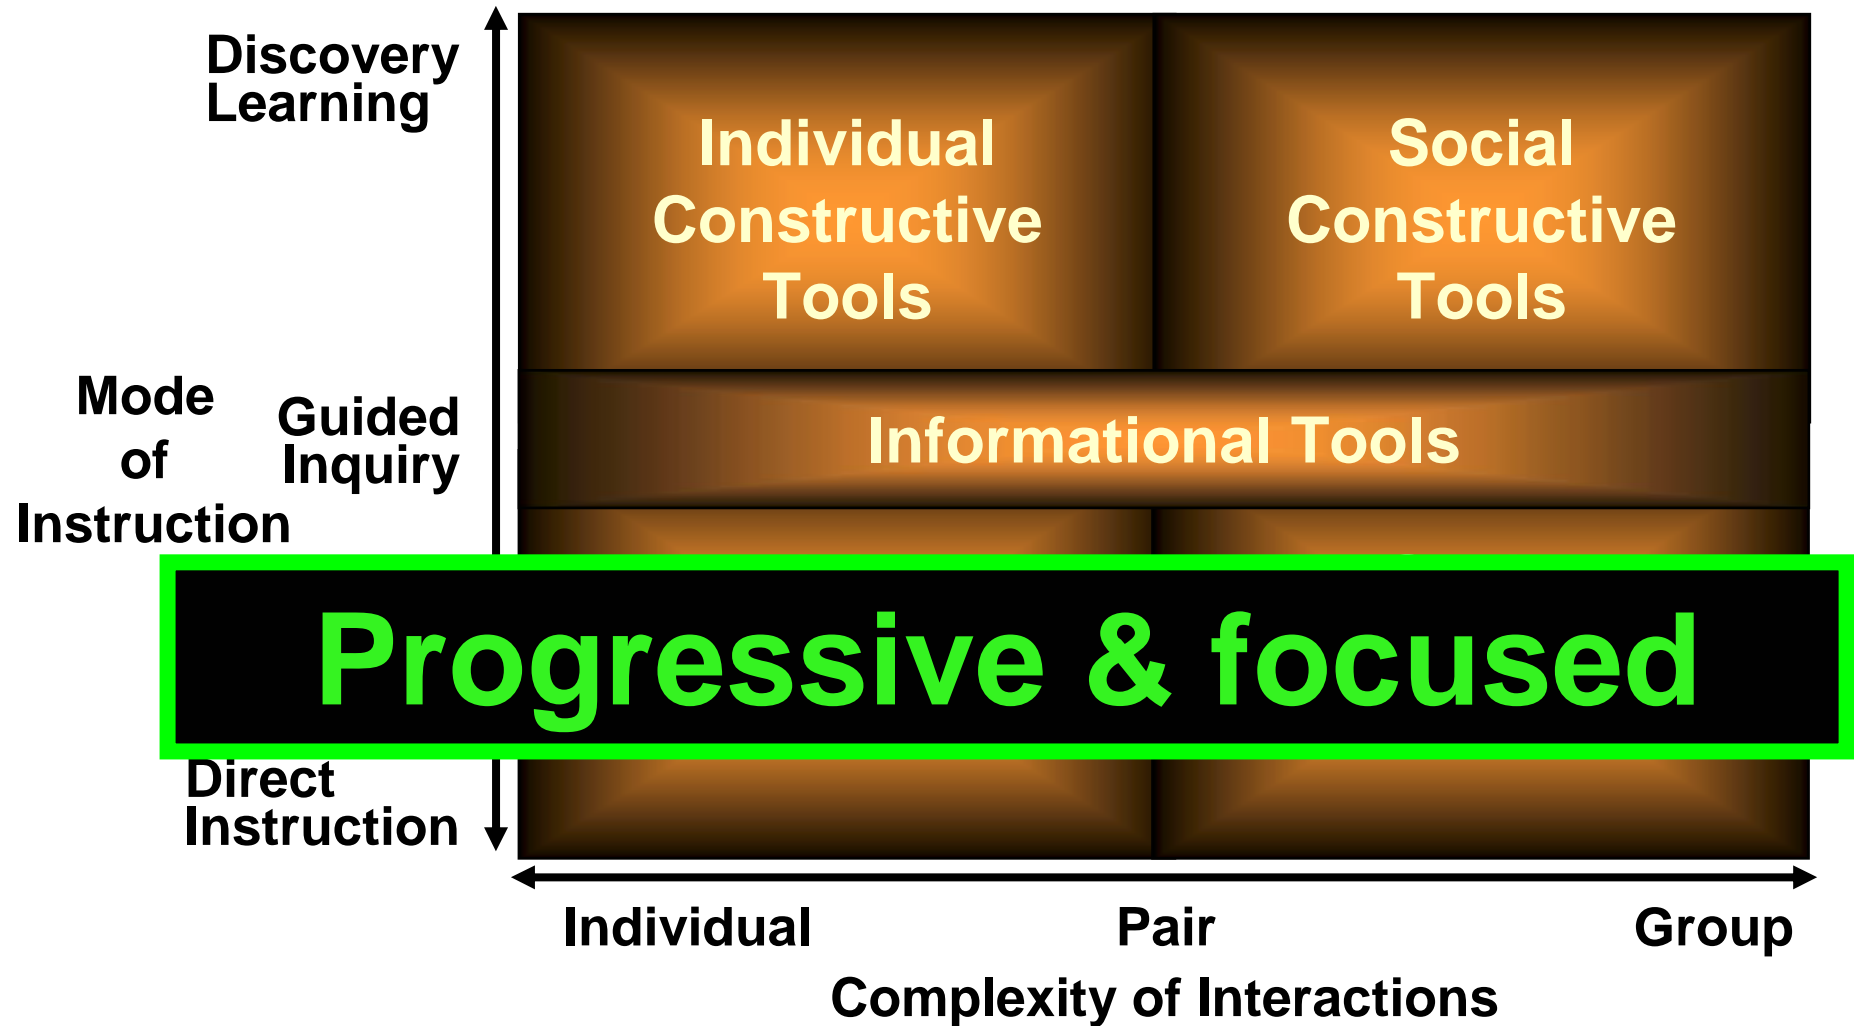 Discovery
Learning
Individual
Constructive
Tools
Social
Constructive
Tools
Mode
of
Instruction
Guided
Inquiry
Informational Tools
Progressive & focused
Direct
Instruction
Individual
Pair
Group
Complexity of Interactions